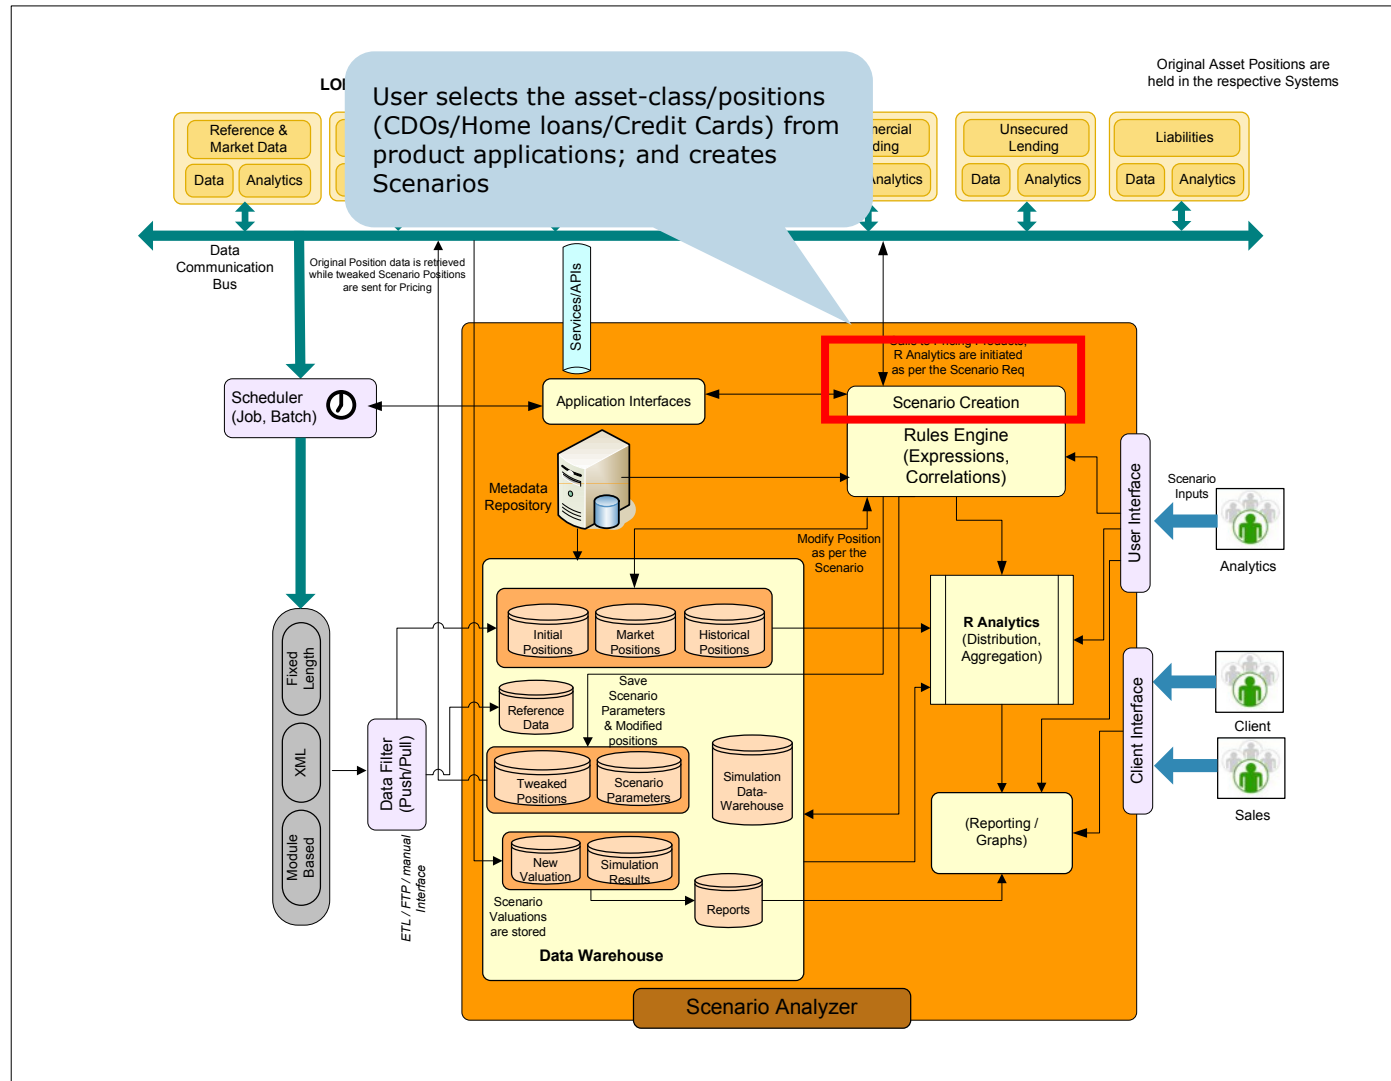 Original Asset Positions are
held in the respective Systems
User selects the asset-class/positions
(CDOs/Home loans/Credit Cards) from
product applications; and creates
Scenarios
Reference &
Market Data
Data
Analytics
Analytics
Unsecured
Lending
Data
Analytics
Liabilities
Data
Analytics
Data
Communication
Bus
Original Position data is retrieved
while tweaked Scenario Positions
are sent for Pricing
Services/APIs
Calls to Pricing Products,
R Analytics are initiated
as per the Scenario Req
Scheduler
(Job, Batch)
Application Interfaces
Scenario Creation
Rules Engine
(Expressions,
Correlations)
Metadata
Repository
User Interface
Scenario
Inputs
Analytics
Modify Position
as per the
Scenario
Initial
Positions
Market
Positions
Historical
Positions
R Analytics
(Distribution,
Aggregation)
Fixed
Length
XML
Module
Based
Data Filter
(Push/Pull)
ETL / FTP / manual
Interface
Reference
Data
Save
Scenario
Parameters
& Modified
positions
Tweaked
Positions
Scenario
Parameters
Simulation
Data-
Warehouse
Client Interface
Client
Sales
(Reporting /
Graphs)
New
Valuation
Simulation
Results
Reports
Scenario
Valuations
are stored
Data Warehouse
Scenario Analyzer